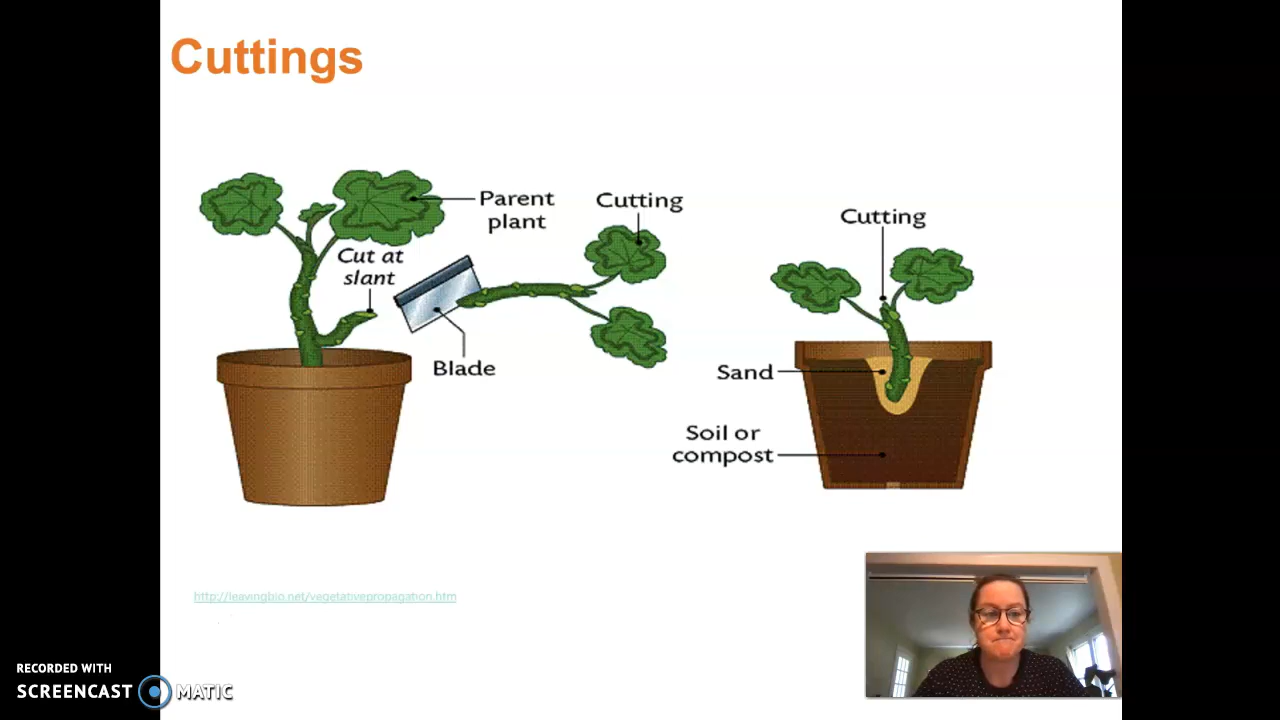 Cuttings
Parent
plant
Cutting
Cut at
slant
Blade
Cutting
Sand
Soil or
compost
http://leavingbio.net/vegetativepropagation.htm
RECORDED WITH
SCREENCAST MATIC